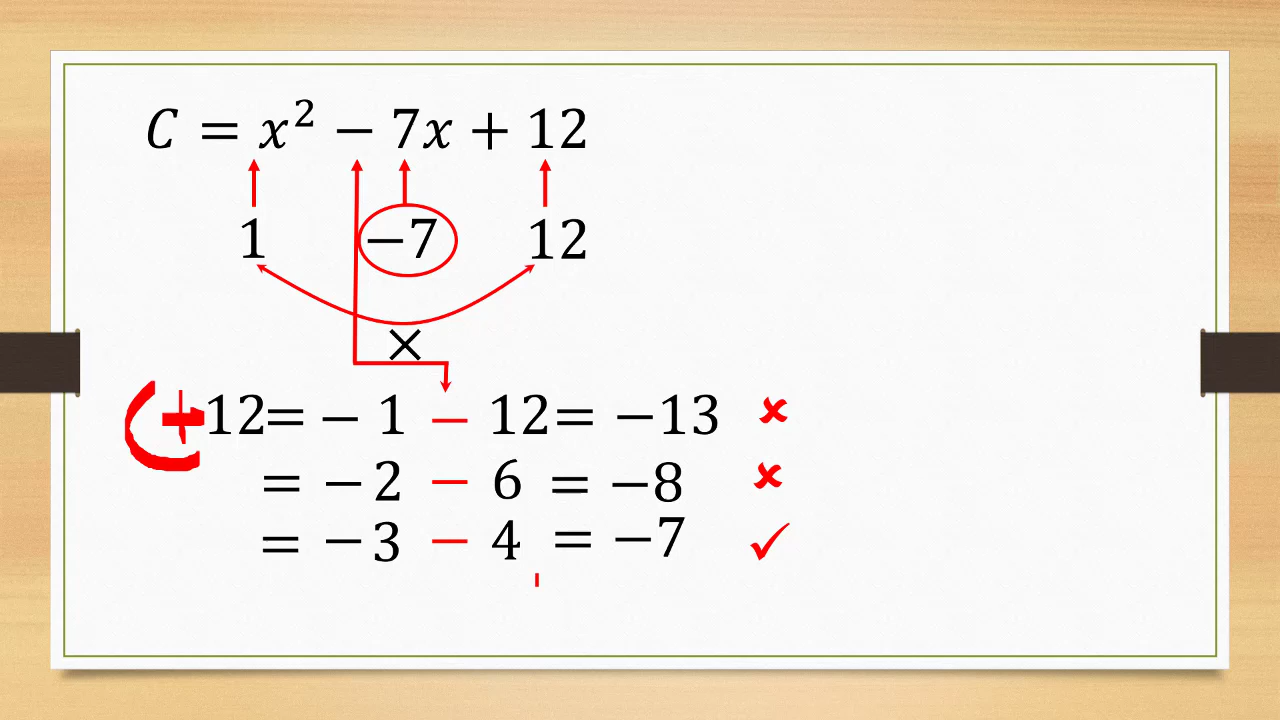 C = x² − 7x + 12
1 −7 12
×
+12= − 1 − 12= −13 ✘
= −2 − 6 = −8 ✘
= −3 − 4 = −7 ✓